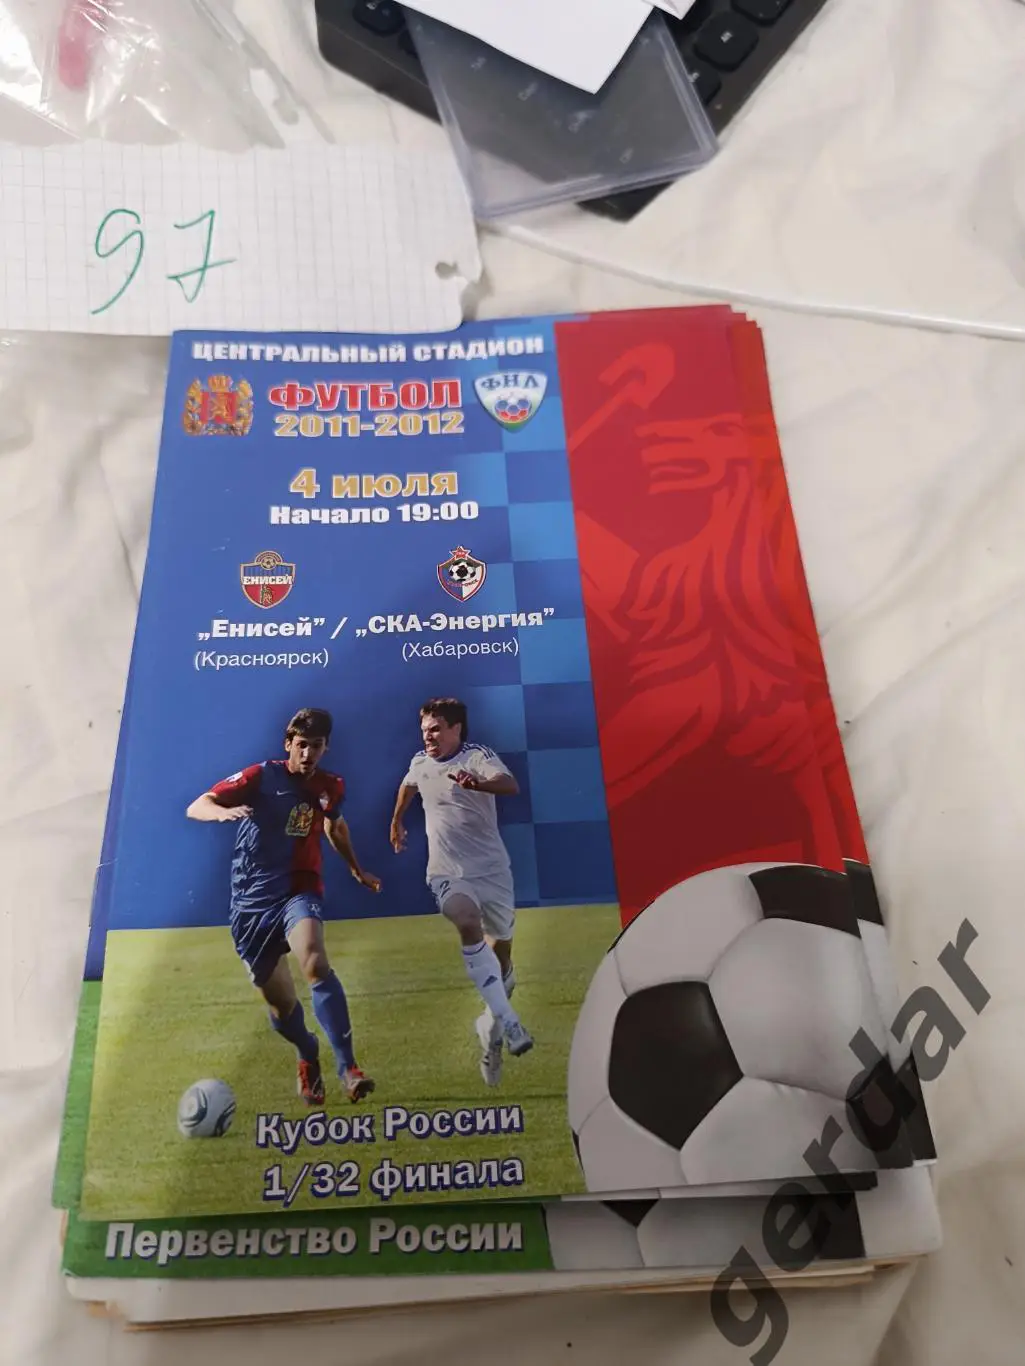 97
ЦЕНТРАЛЬНЫЙ СТАДИОН
ФУТБОЛ
2011-2012
ФНЛ
4 июля
Начало 19:00
ЕНИСЕЙ
„Енисей” / „СКА-Энергия”
(Красноярск) (Хабаровск)
Кубок России
1/32 финала
Первенство России
gerdar